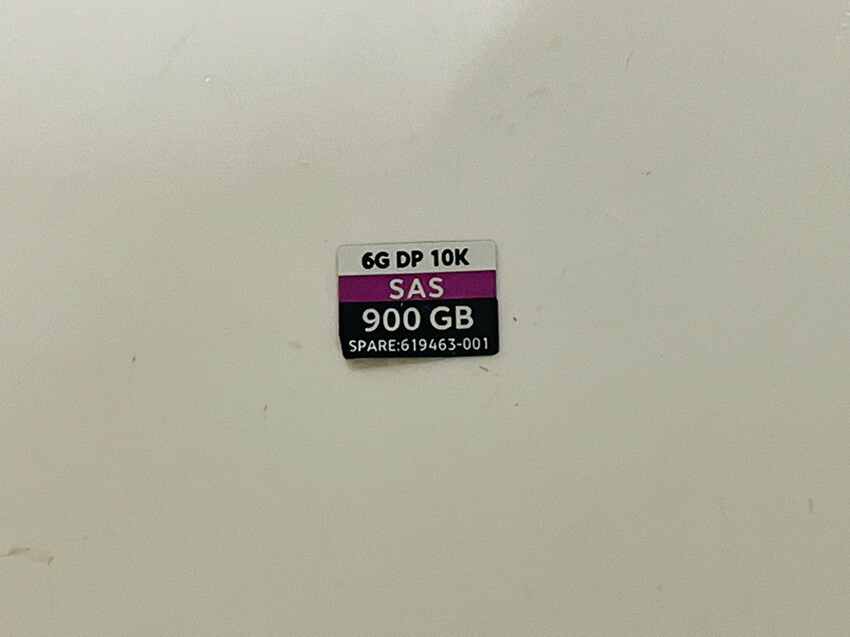 6G DP 10K
SAS
900 GB
SPARE:619463-001